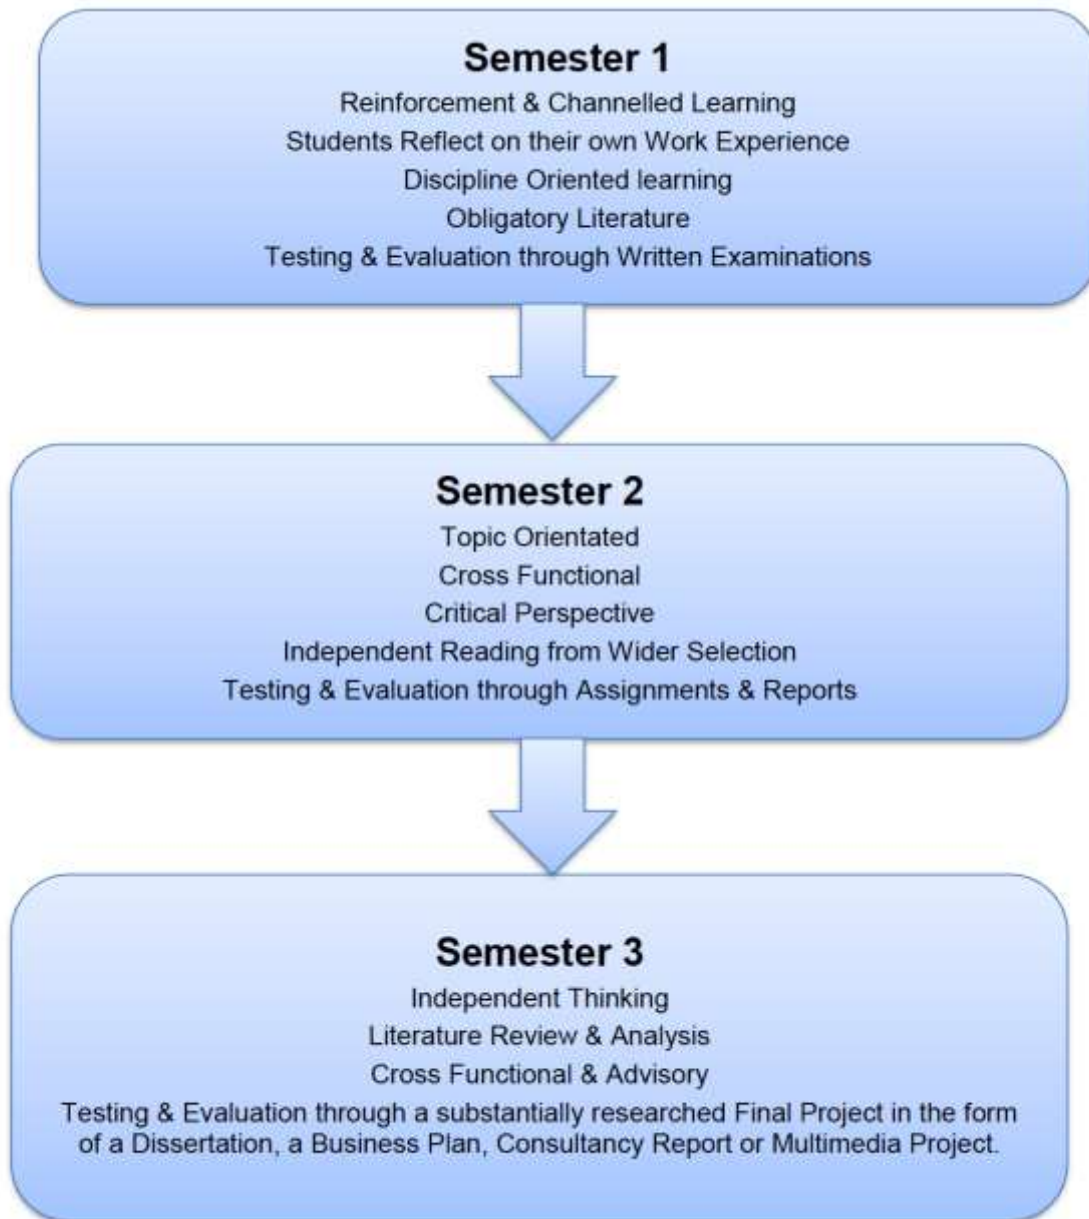 Semester 1
Reinforcement & Channelled Learning
Students Reflect on their own Work Experience
Discipline Oriented learning
Obligatory Literature
Testing & Evaluation through Written Examinations
Semester 2
Topic Orientated
Cross Functional
Critical Perspective
Independent Reading from Wider Selection
Testing & Evaluation through Assignments & Reports
Semester 3
Independent Thinking
Literature Review & Analysis
Cross Functional & Advisory
Testing & Evaluation through a substantially researched Final Project in the form
of a Dissertation, a Business Plan, Consultancy Report or Multimedia Project.